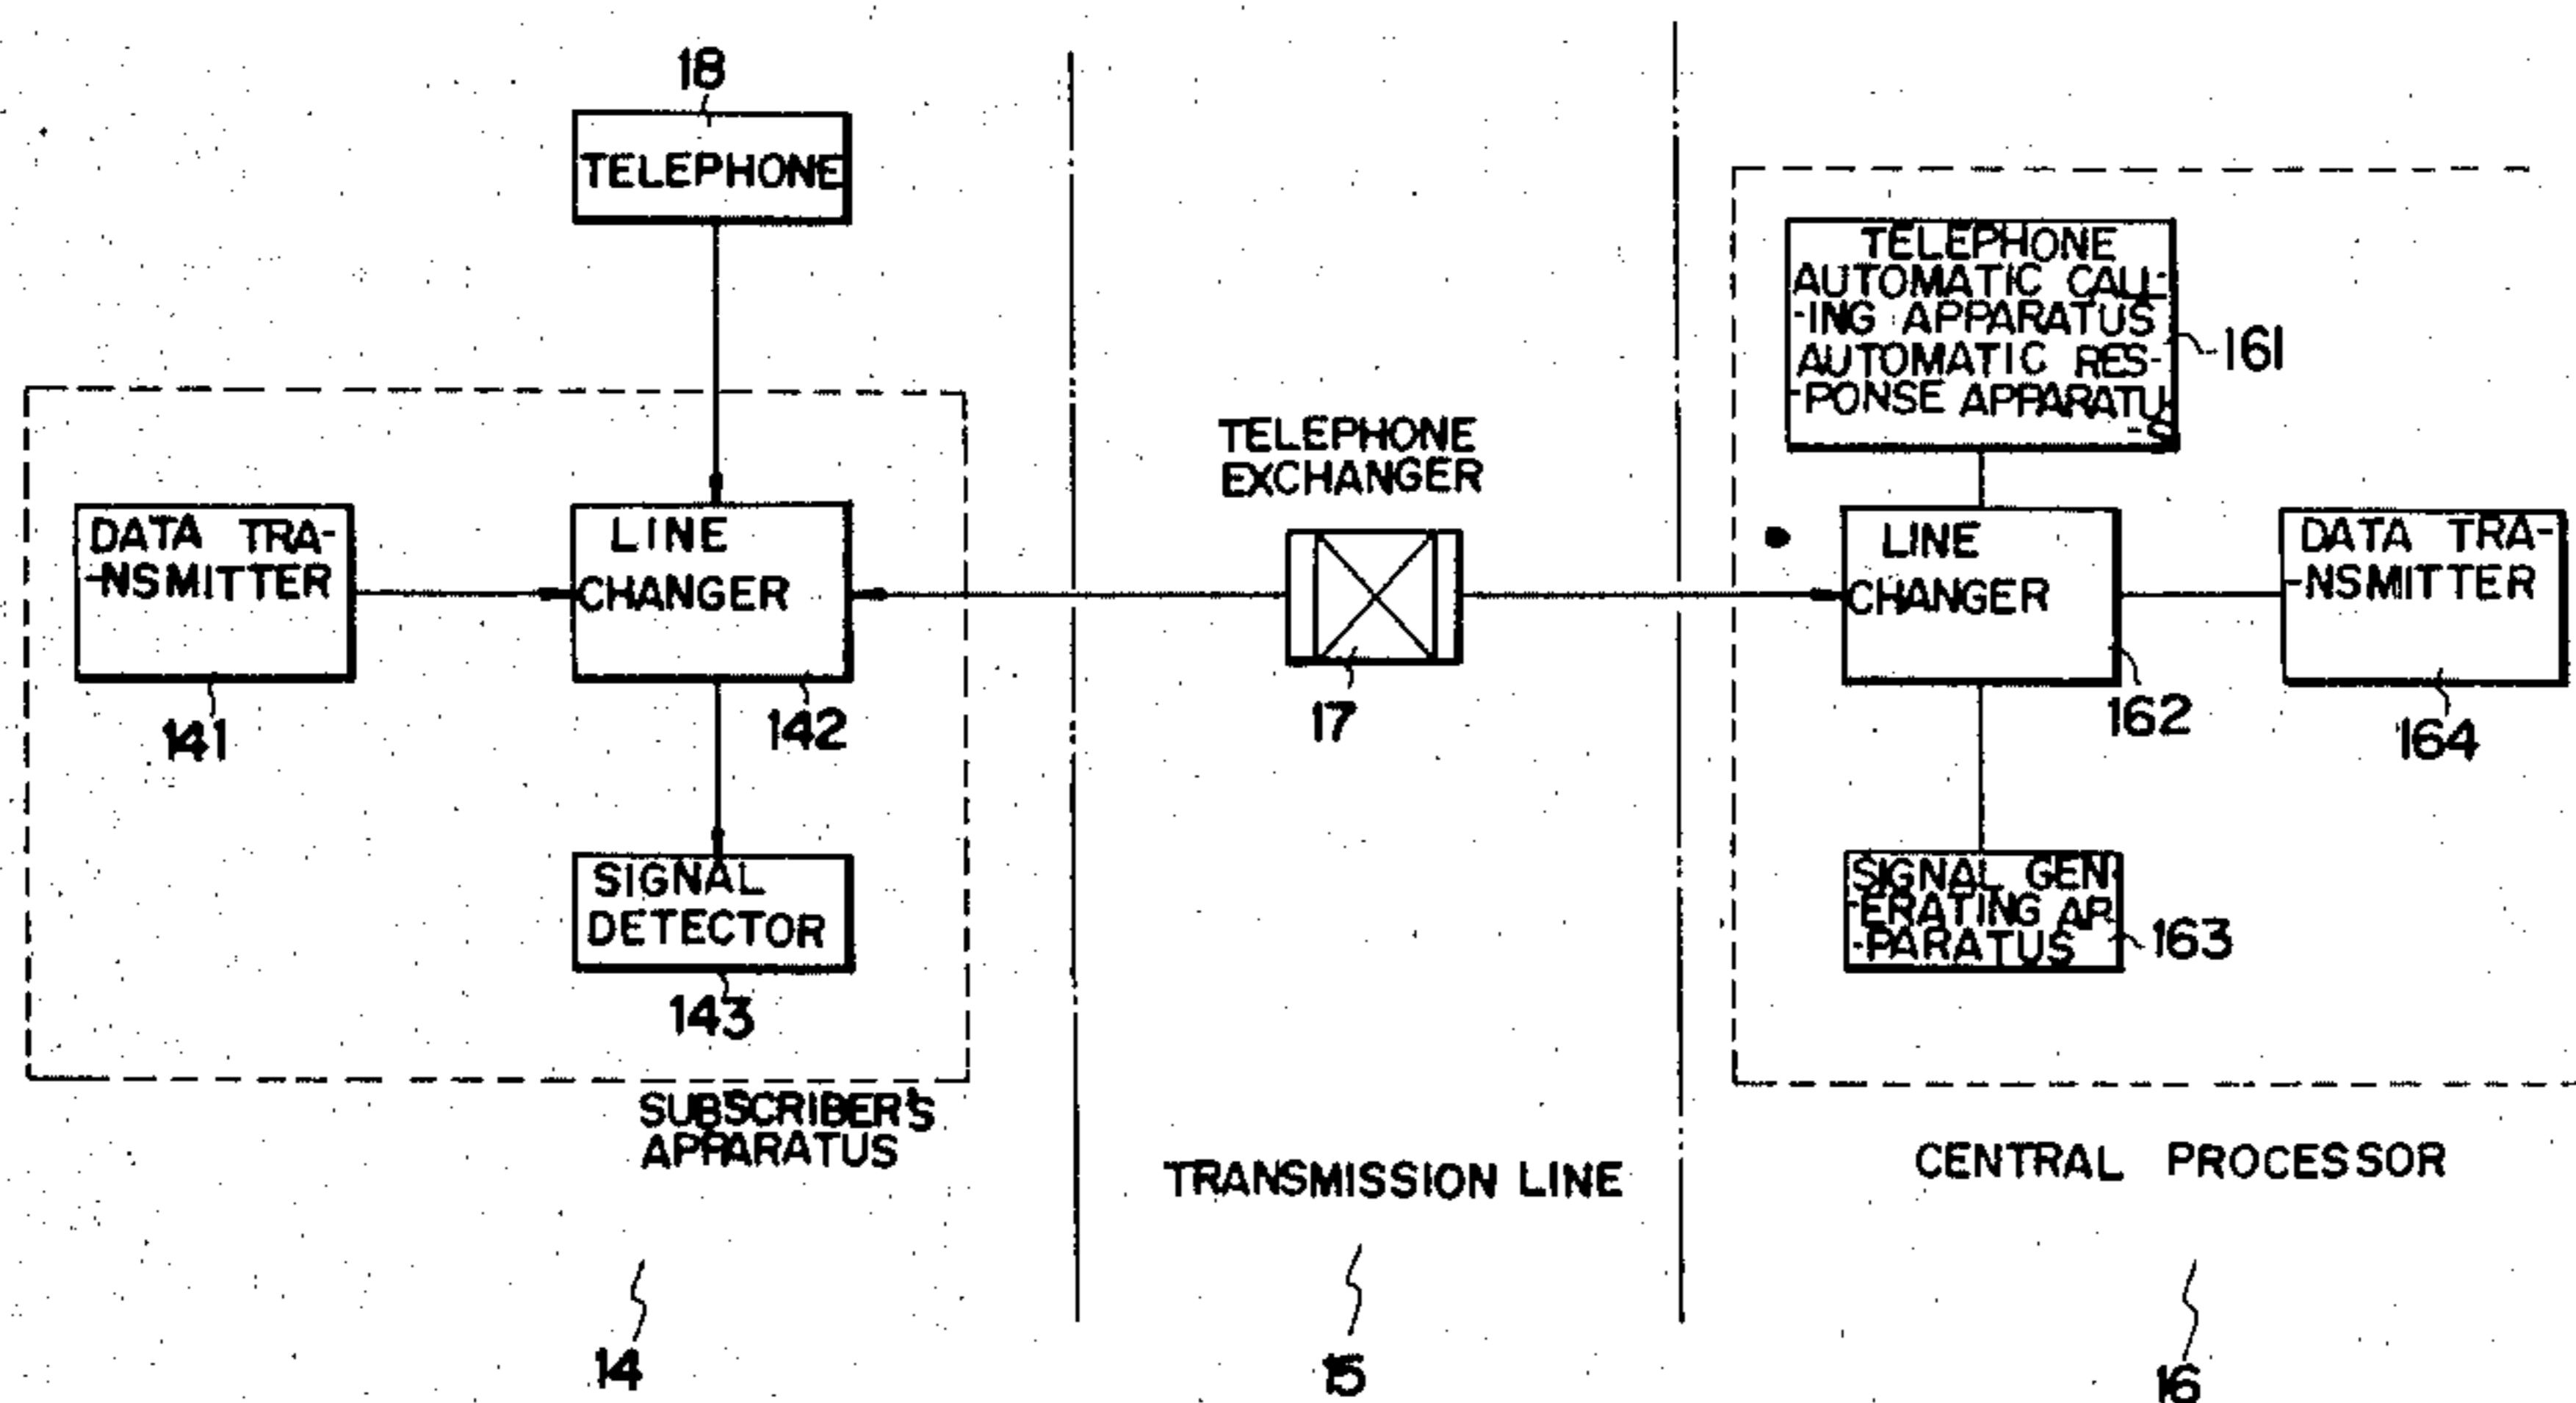 18
TELEPHONE
DATA TRA-
-NSMITTER
141
LINE
CHANGER
142
SIGNAL
DETECTOR
143
SUBSCRIBER'S
APPARATUS
14
TELEPHONE
EXCHANGER
17
TRANSMISSION LINE
15
TELEPHONE
AUTOMATIC CALL-
-ING APPARATUS
AUTOMATIC RES-
-PONSE APPARATU
-S
161
LINE
CHANGER
162
DATA TRA-
-NSMITTER
164
SIGNAL GEN-
-ERATING AP-
-PARATUS
163
CENTRAL PROCESSOR
16